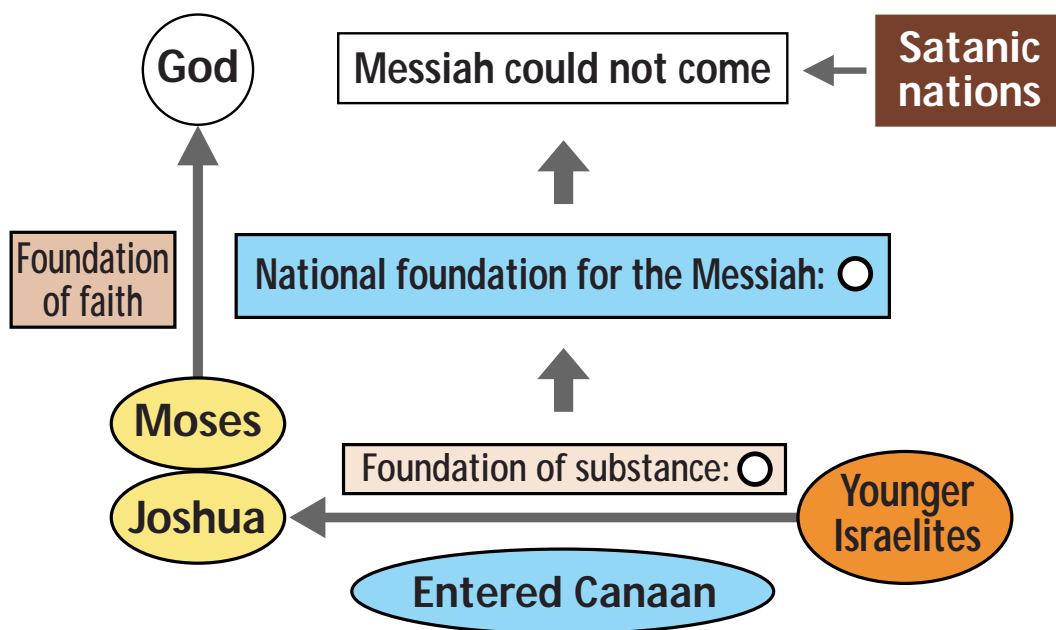 God
Messiah could not come
Satanic
nations
Foundation
of faith
National foundation for the Messiah:
Moses
Foundation of substance:
Joshua
Younger
Israelites
Entered Canaan